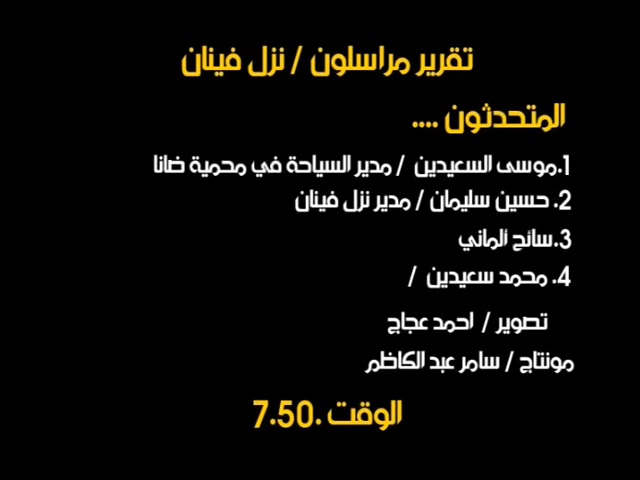 تقرير مراسلون / نزل فينان
المتحدثون ....
1.موسى السعيدين / مدير السياحة في محمية ضانا
2. حسين سليمان / مدير نزل فينان
3.سائح ألماني
4. محمد سعيدين /
تصوير / احمد عجاج
مونتاج / سامر عبد الكاظم
الوقت .7.50